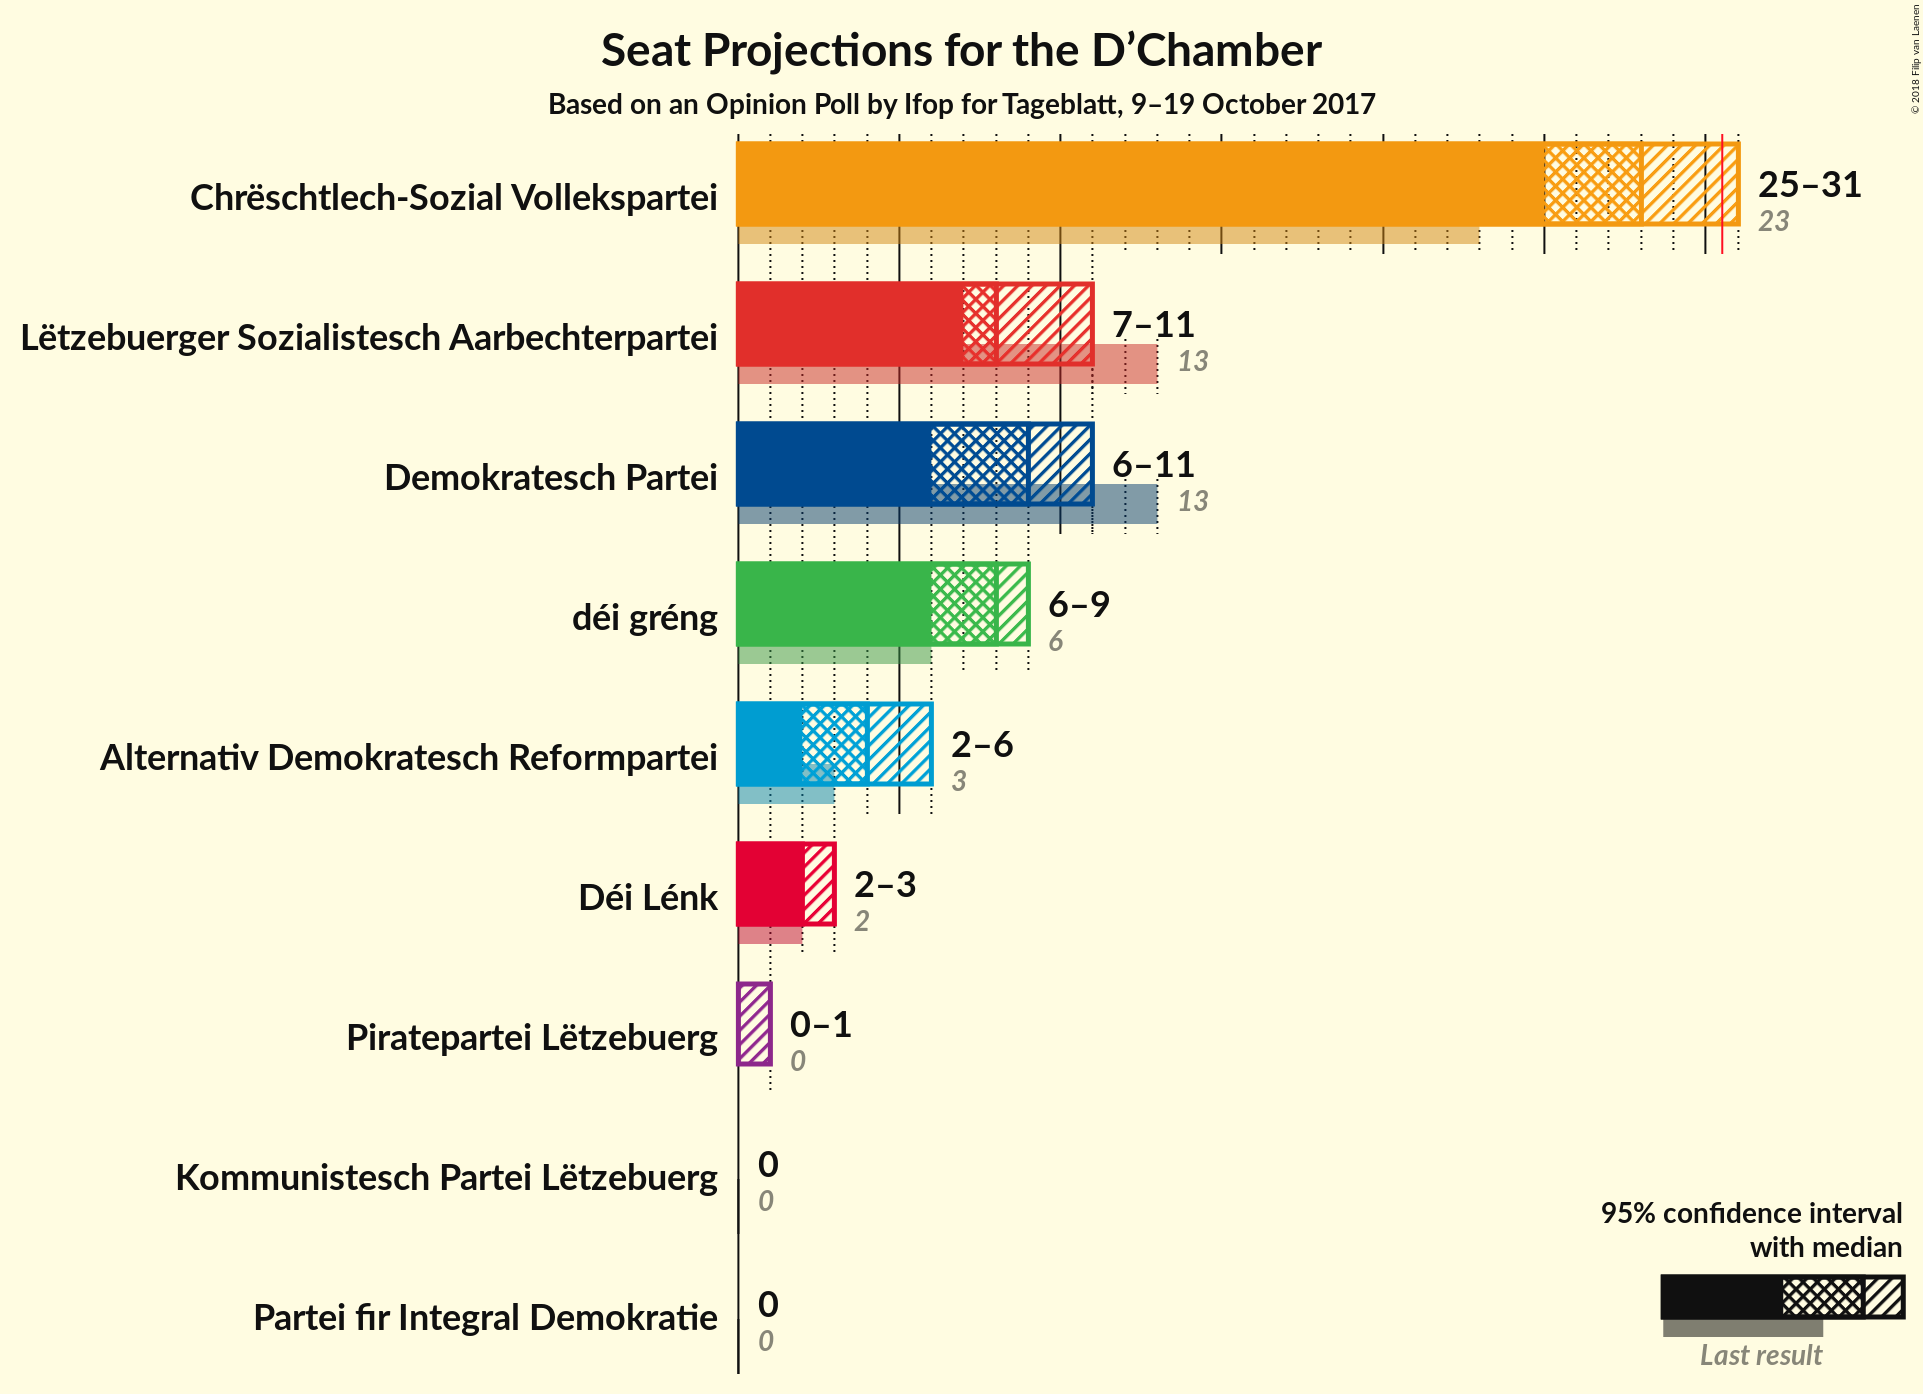 Seat Projections for the D’Chamber
Based on an Opinion Poll by Ifop for Tageblatt, 9–19 October 2017
© 2018 Filip van Laenen
Chrëschtlech-Sozial Vollekspartei
25–31
23
Lëtzebuerger Sozialistesch Aarbechterpartei
7–11
13
Demokratesch Partei
6–11
13
déi gréng
6–9
6
Alternativ Demokratesch Reformpartei
2–6
3
Déi Lénk
2–3
2
Piratepartei Lëtzebuerg
0–1
0
Kommunistesch Partei Lëtzebuerg
0
0
Partei fir Integral Demokratie
0
0
95% confidence interval
with median
Last result